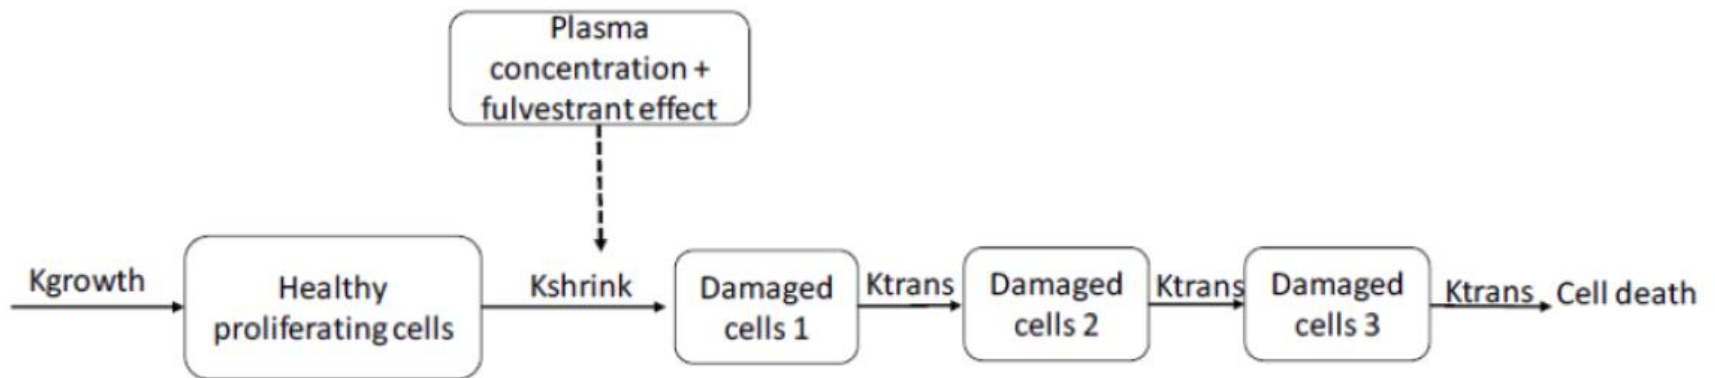 Plasma
concentration +
fulvestrant effect
Kgrowth
Healthy
proliferating cells
Kshrink
Damaged
cells 1
Ktrans
Damaged
cells 2
Ktrans
Damaged
cells 3
Ktrans
Cell death